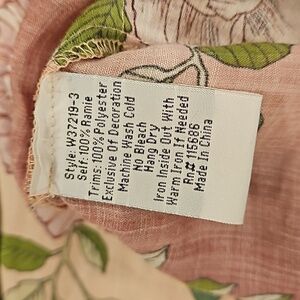 Style: W37219-3
Self:100% Ramie
Trims: 100% Polyester
Exclusive Of Decoration
Machine Wash Cold
No Bleach
Hang Dry
Iron Inside Out With
Warm Iron If Needed
Rn# 115685
Made In China